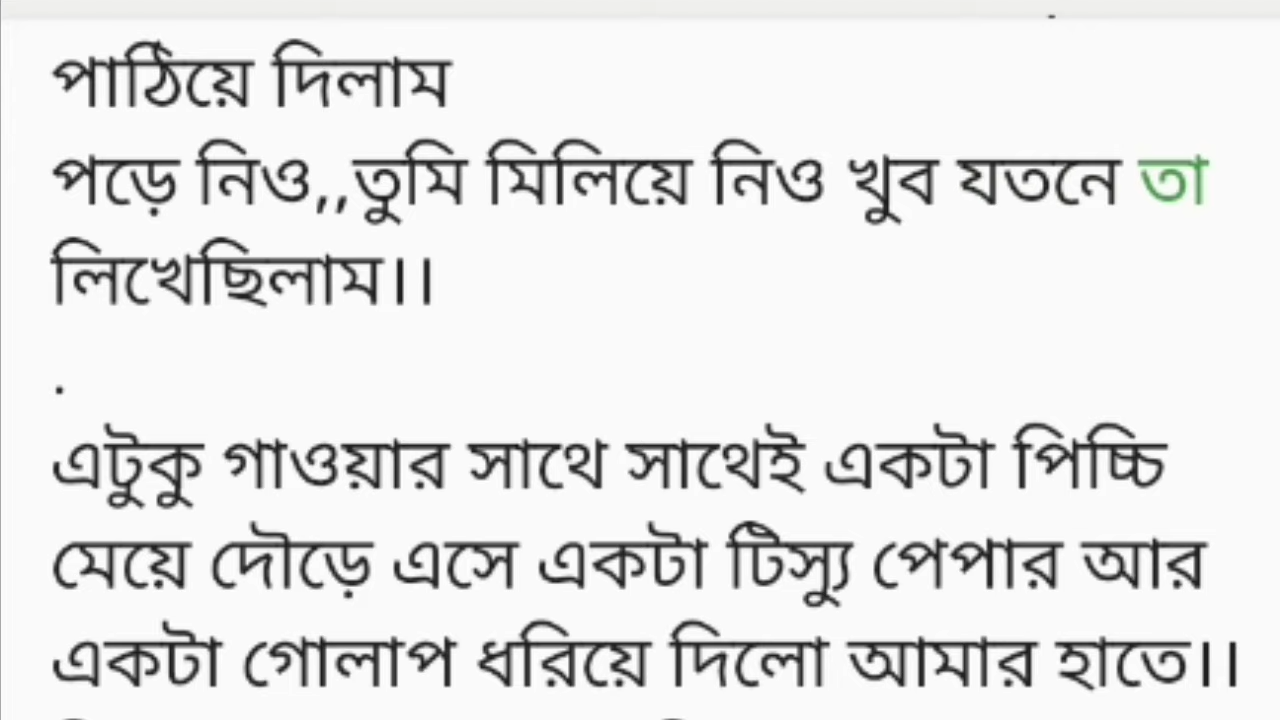 পাঠিয়ে দিলাম
পড়ে নিও,,তুমি মিলিয়ে নিও খুব যতনে তা
লিখেছিলাম।।
.
এটুকু গাওয়ার সাথে সাথেই একটা পিচ্চি
মেয়ে দৌড়ে এসে একটা টিস্যু পেপার আর
একটা গোলাপ ধরিয়ে দিলো আমার হাতে।।